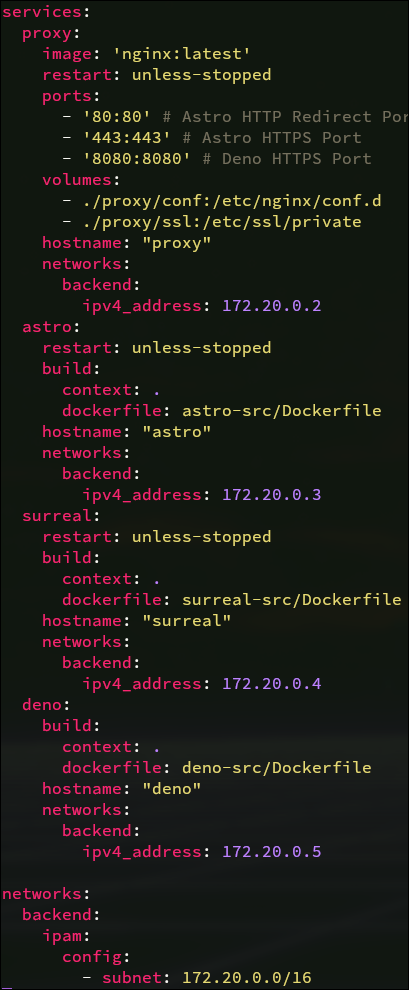 services:
  proxy:
    image: 'nginx:latest'
    restart: unless-stopped
    ports:
      - '80:80' # Astro HTTP Redirect
      - '443:443' # Astro HTTPS Port
      - '8080:8080' # Deno HTTPS Port
    volumes:
      - ./proxy/conf:/etc/nginx/conf.d
      - ./proxy/ssl:/etc/ssl/private
    hostname: "proxy"
    networks:
      backend:
        ipv4_address: 172.20.0.2
  astro:
    restart: unless-stopped
    build:
      context: .
      dockerfile: astro-src/Dockerfile
    hostname: "astro"
    networks:
      backend:
        ipv4_address: 172.20.0.3
  surreal:
    restart: unless-stopped
    build:
      context: .
      dockerfile: surreal-src/Dockerfile
    hostname: "surreal"
    networks:
      backend:
        ipv4_address: 172.20.0.4
  deno:
    build:
      context: .
      dockerfile: deno-src/Dockerfile
    hostname: "deno"
    networks:
      backend:
        ipv4_address: 172.20.0.5

networks:
  backend:
    ipam:
      config:
        - subnet: 172.20.0.0/16